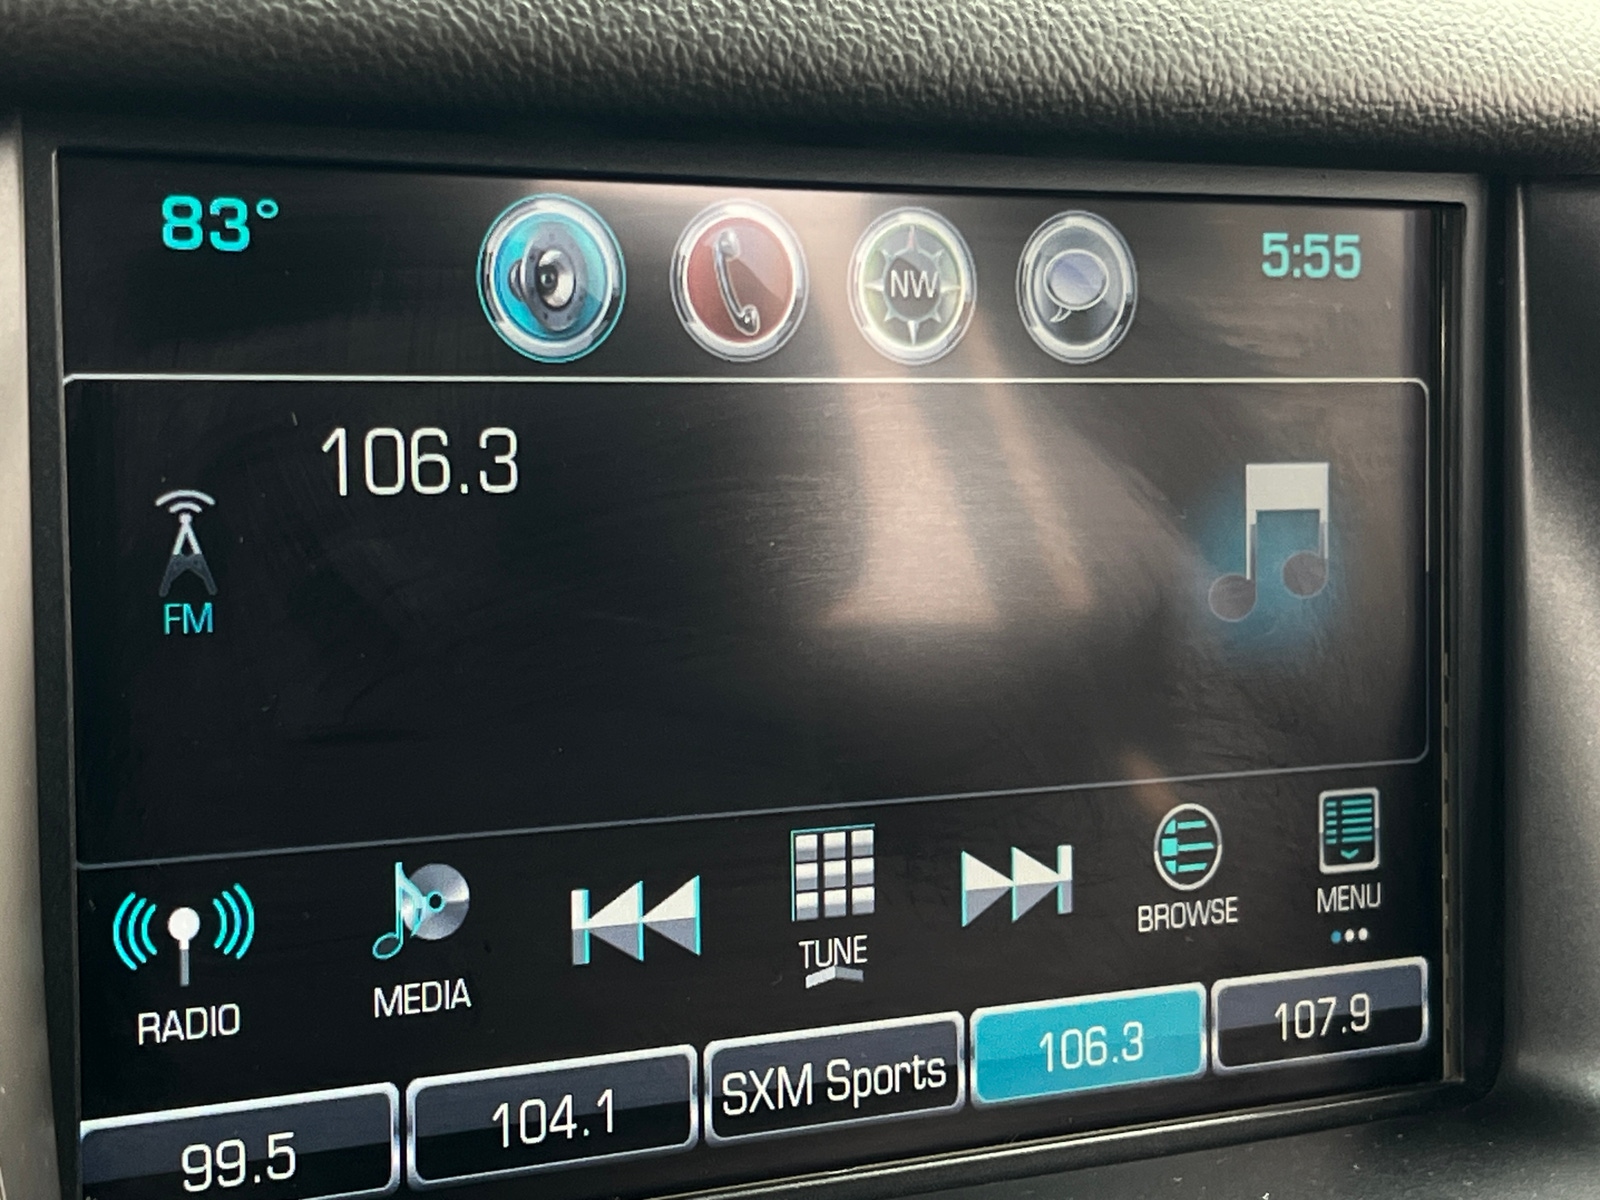 83°
NW
5:55
106.3
FM
RADIO
MEDIA
TUNE
BROWSE
MENU
99.5
104.1
SXM Sports
106.3
107.9